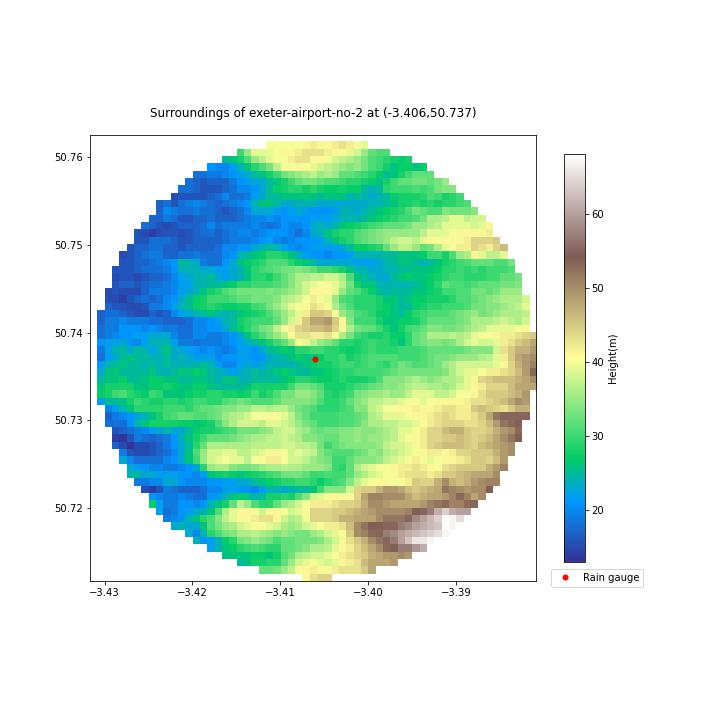 Surroundings of exeter-airport-no-2 at (-3.406,50.737)
50.76
50.75
50.74
50.73
50.72
−3.43 −3.42 −3.41 −3.40 −3.39
60
50
40
30
20
Height(m)
Rain gauge